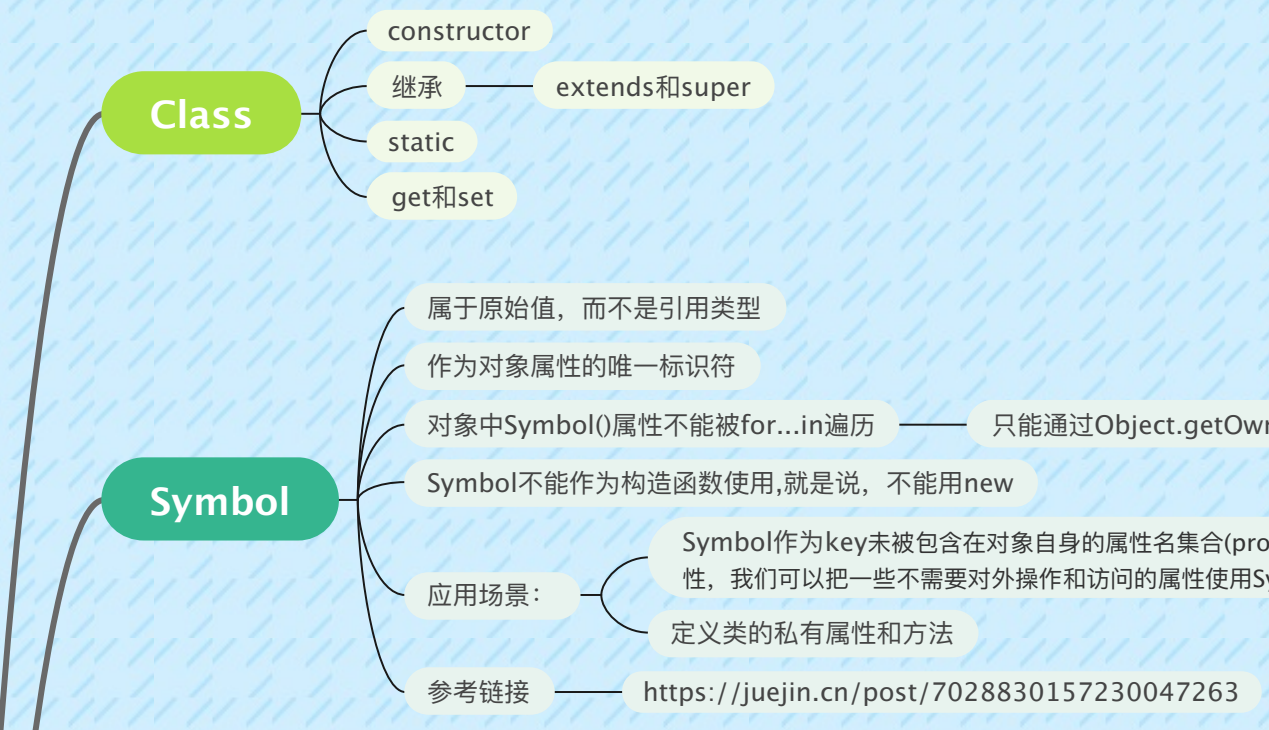 Class
constructor
继承
extends和super
static
get和set
Symbol
属于原始值，而不是引用类型
作为对象属性的唯一标识符
对象中Symbol()属性不能被for...in遍历
只能通过Object.getOwn
Symbol不能作为构造函数使用,就是说，不能用new
应用场景：
Symbol作为key未被包含在对象自身的属性名集合(pro
性，我们可以把一些不需要对外操作和访问的属性使用Sy
定义类的私有属性和方法
参考链接
https://juejin.cn/post/7028830157230047263